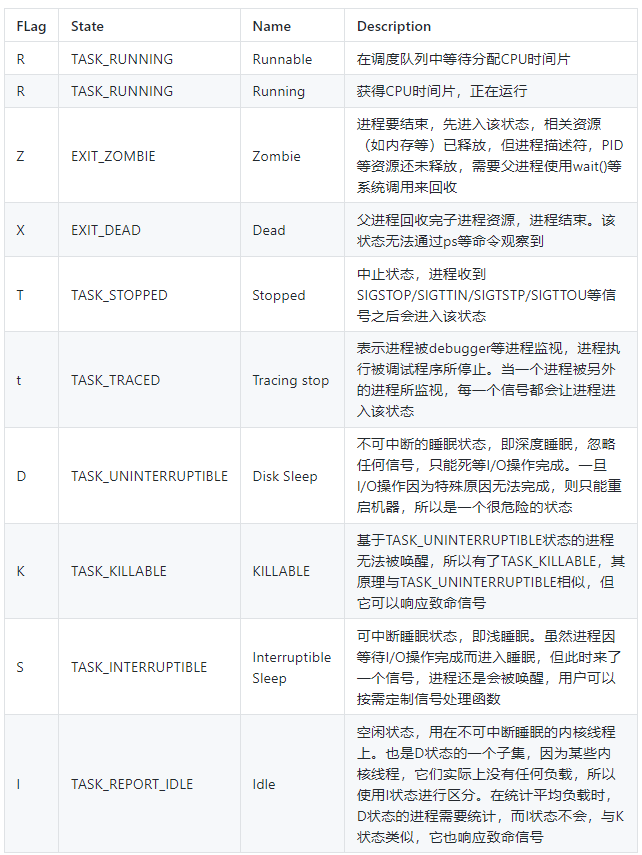 FLag State Name Description
R TASK_RUNNING Runnable 在调度队列中等待分配CPU时间片
R TASK_RUNNING Running 获得CPU时间片，正在运行
Z EXIT_ZOMBIE Zombie 进程要结束，先进入该状态，相关资源
（如内存等）已释放，但进程描述符，PID
等资源还未释放，需要父进程使用wait()等
系统调用来回收
X EXIT_DEAD Dead 父进程回收完子进程资源，进程结束。该
状态无法通过ps等命令观察到
T TASK_STOPPED Stopped 中止状态，进程收到
SIGSTOP/SIGTTIN/SIGTSTP/SIGTTOU等信
号之后会进入该状态
t TASK_TRACED Tracing stop 表示进程被debugger等进程监视，进程执
行被调试程序所停止。当一个进程被另外
的进程所监视，每一个信号都会让进程进
入该状态
D TASK_UNINTERRUPTIBLE Disk Sleep 不可中断的睡眠状态，即深度睡眠，忽略
任何信号，只能死等I/O操作完成。一旦
I/O操作因为特殊原因无法完成，则只能重
启机器，所以是一个很危险的状态
K TASK_KILLABLE KILLABLE 基于TASK_UNINTERRUPTIBLE状态的进程
无法被唤醒，所以有了TASK_KILLABLE，其
原理与TASK_UNINTERRUPTIBLE相似，但
它可以响应致命信号
S TASK_INTERRUPTIBLE Interruptible Sleep 可中断睡眠状态，即浅睡眠。虽然进程因
等待I/O操作完成而进入睡眠，但此时来了
一个信号，进程还是会被唤醒，用户可以
按需定制信号处理函数
I TASK_REPORT_IDLE Idle 空闲状态，用在不可中断睡眠的内核线程
上。也是D状态的一个子集，因为某些内
核线程，它们实际上没有任何负载，所以
使用I状态进行区分。在统计平均负载时，
D状态的进程需要统计，而I状态不会，与K
状态类似，它也响应致命信号